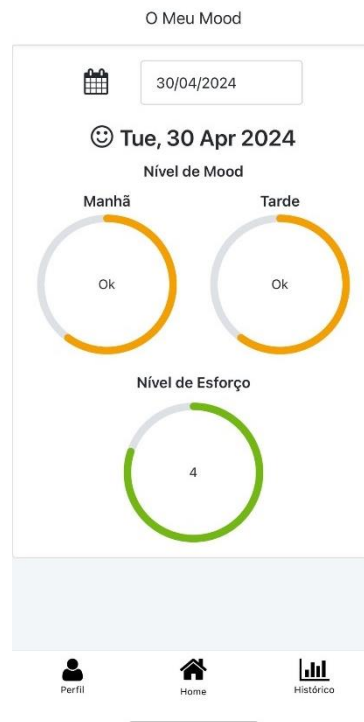 O Meu Mood
30/04/2024
Tue, 30 Apr 2024
Nível de Mood
Manhã Tarde
Ok Ok
Nível de Esforço
4
Perfil Home Histórico